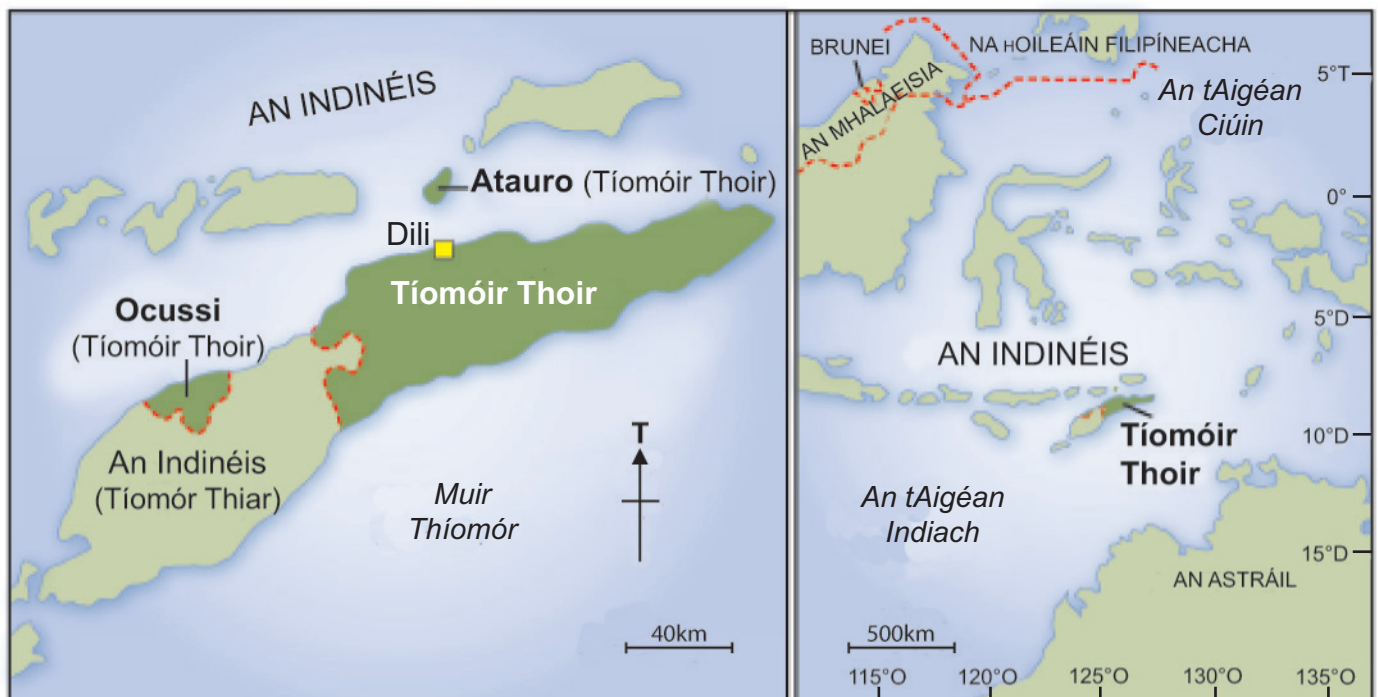 AN INDINÉIS
Atauro (Tíomóir Thoir)
Dili
Tíomóir Thoir
Ocussi
(Tíomóir Thoir)
An Indinéis
(Tíomór Thiar)
Muir
Thíomór
T
40km
BRUNEI
NA hOILEÁIN FILIPÍNEACHA
AN MHALAEISIA
An tAigéan
Ciúin
5°T
0°
5°D
AN INDINÉIS
Tíomóir
Thoir
10°D
An tAigéan
Indiach
15°D
AN ASTRÁIL
500km
115°O
120°O
125°O
130°O
135°O